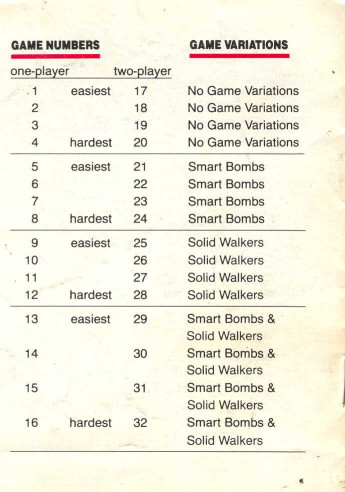 GAME NUMBERS GAME VARIATIONS
one-player two-player
1 easiest 17 No Game Variations
2 18 No Game Variations
3 19 No Game Variations
4 hardest 20 No Game Variations
5 easiest 21 Smart Bombs
6 22 Smart Bombs
7 23 Smart Bombs
8 hardest 24 Smart Bombs
9 easiest 25 Solid Walkers
10 26 Solid Walkers
11 27 Solid Walkers
12 hardest 28 Solid Walkers
13 easiest 29 Smart Bombs &
Solid Walkers
14 30 Smart Bombs &
Solid Walkers
15 31 Smart Bombs &
Solid Walkers
16 hardest 32 Smart Bombs &
Solid Walkers